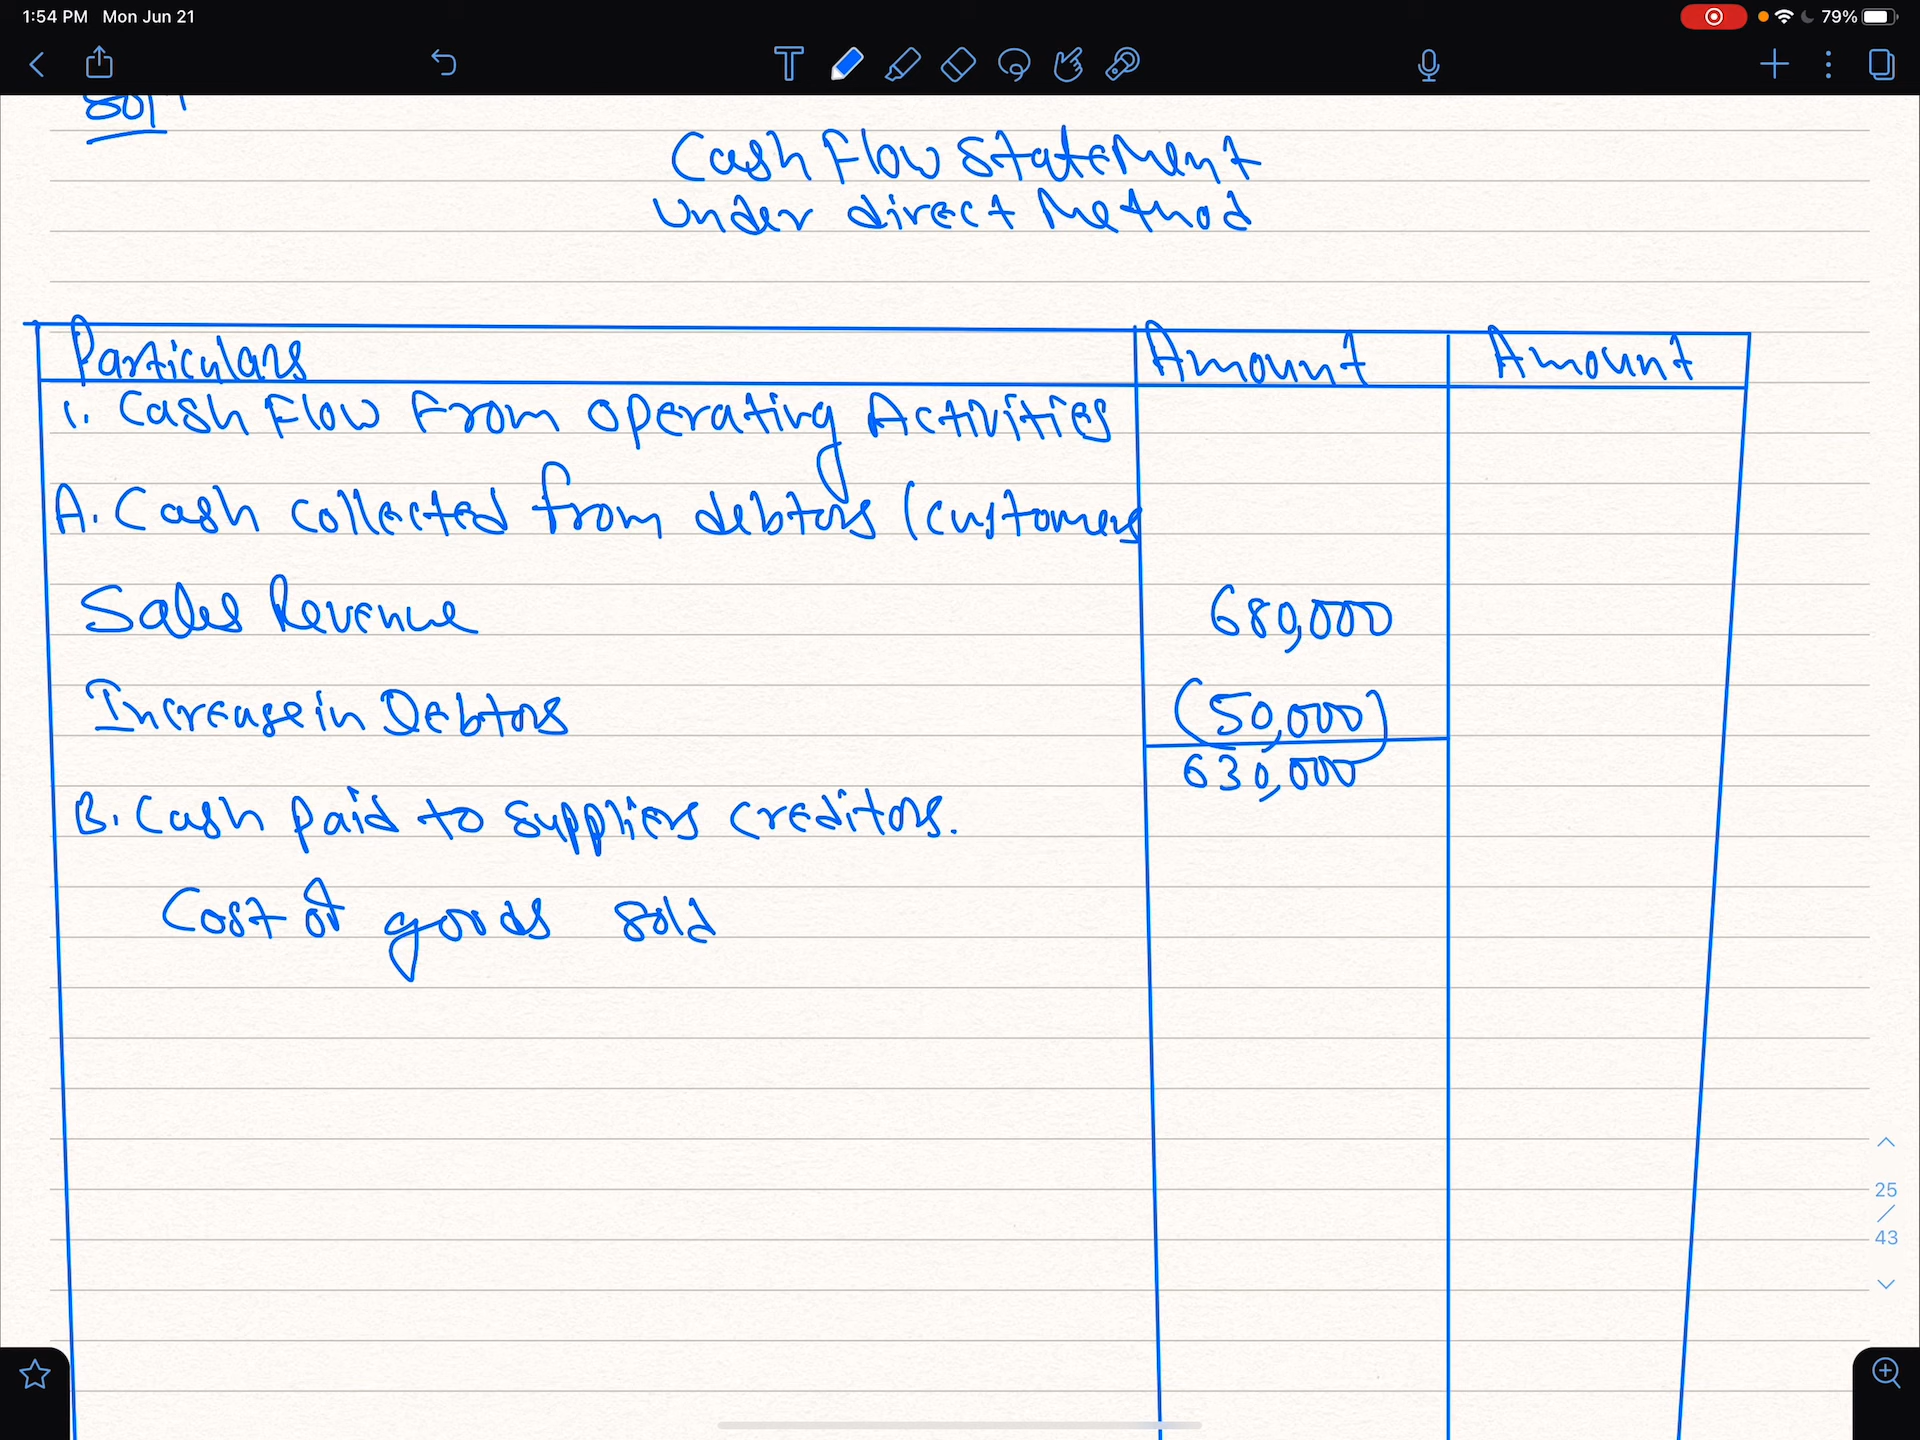 1:54 PM Mon Jun 21
79%
Soln
Cash Flow Statement
Under direct Method
Particulars Amount Amount
1. Cash Flow From Operating Activities
A. Cash collected from debtors (customers
Sales Revenue 680,000
Increase in Debtors (50,000)
630,000
B. Cash paid to suppliers creditors.
Cost of goods sold
25
/
43